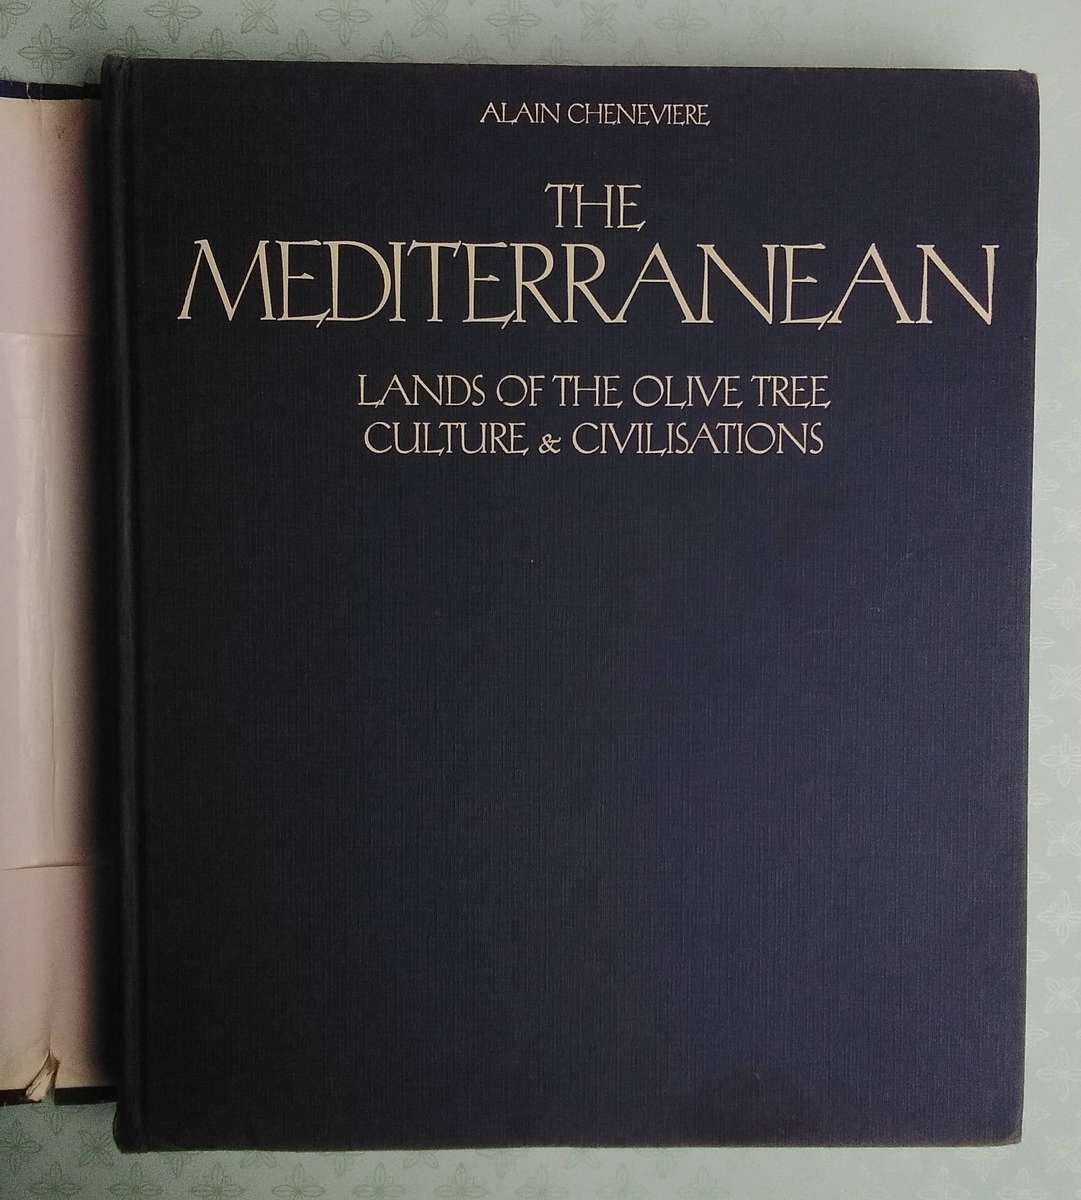 ALAIN CHENEVIERE
THE
MEDITERRANEAN
LANDS OF THE OLIVE TREE
CULTURE & CIVILISATIONS